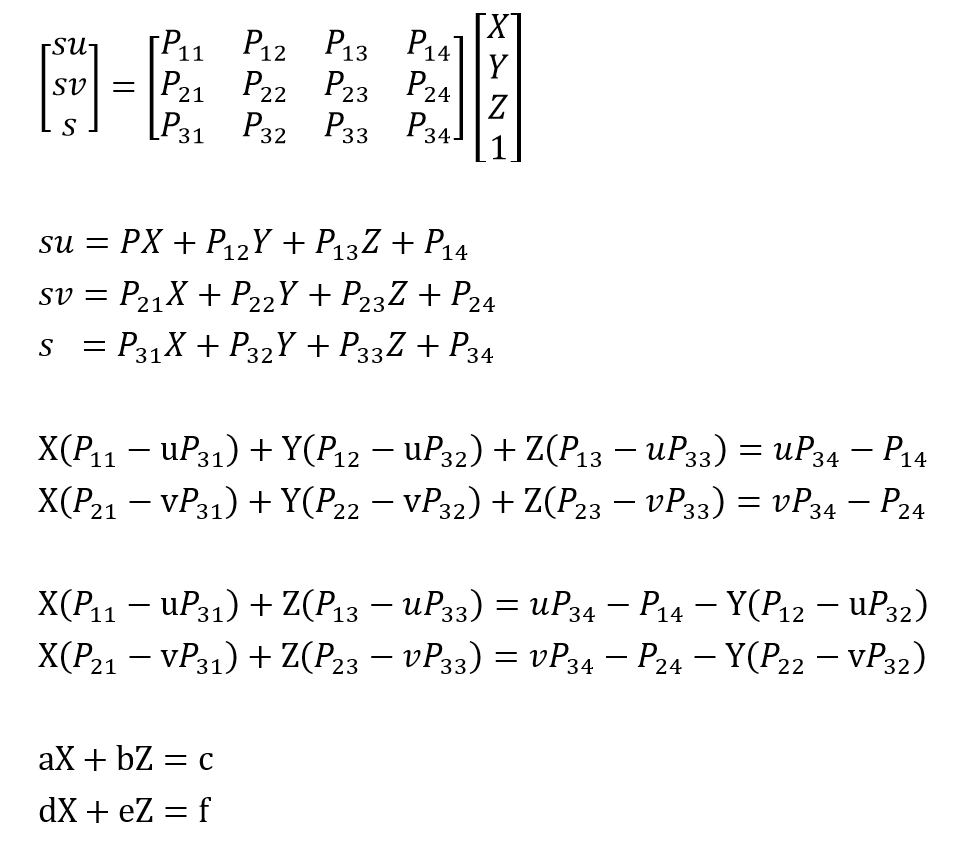 [su sv s] = [P₁₁ P₁₂ P₁₃ P₁₄ P₂₁ P₂₂ P₂₃ P₂₄ P₃₁ P₃₂ P₃₃ P₃₄] [X Y Z 1]
su = PX + P₁₂Y + P₁₃Z + P₁₄
sv = P₂₁X + P₂₂Y + P₂₃Z + P₂₄
s = P₃₁X + P₃₂Y + P₃₃Z + P₃₄
X(P₁₁ − uP₃₁) + Y(P₁₂ − uP₃₂) + Z(P₁₃ − uP₃₃) = uP₃₄ − P₁₄
X(P₂₁ − vP₃₁) + Y(P₂₂ − vP₃₂) + Z(P₂₃ − vP₃₃) = vP₃₄ − P₂₄
X(P₁₁ − uP₃₁) + Z(P₁₃ − uP₃₃) = uP₃₄ − P₁₄ − Y(P₁₂ − uP₃₂)
X(P₂₁ − vP₃₁) + Z(P₂₃ − vP₃₃) = vP₃₄ − P₂₄ − Y(P₂₂ − vP₃₂)
aX + bZ = c
dX + eZ = f